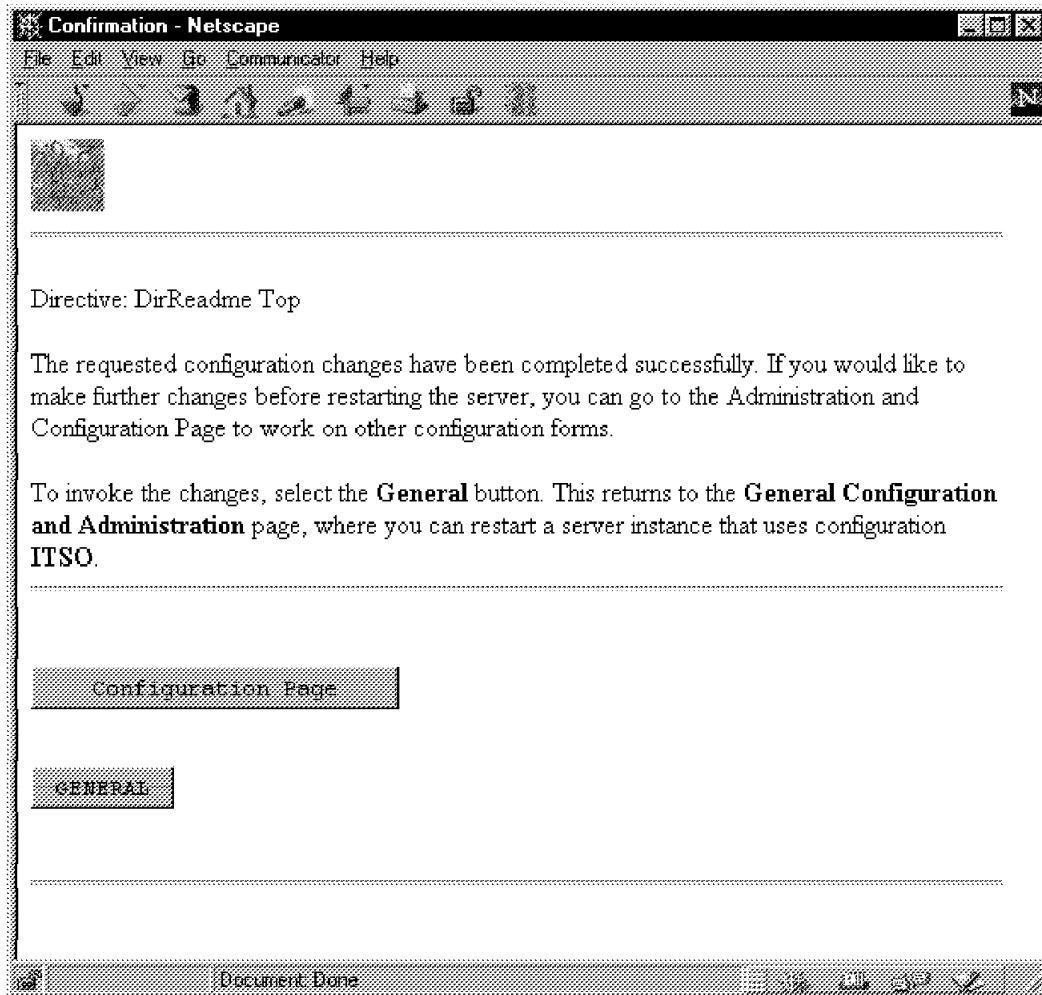 Confirmation - Netscape
File Edit View Go Communicator Help
N
Directive: DirReadme Top
The requested configuration changes have been completed successfully. If you would like to
make further changes before restarting the server, you can go to the Administration and
Configuration Page to work on other configuration forms.
To invoke the changes, select the General button. This returns to the General Configuration
and Administration page, where you can restart a server instance that uses configuration
ITSO.
Configuration Page
GENERAL
Document: Done